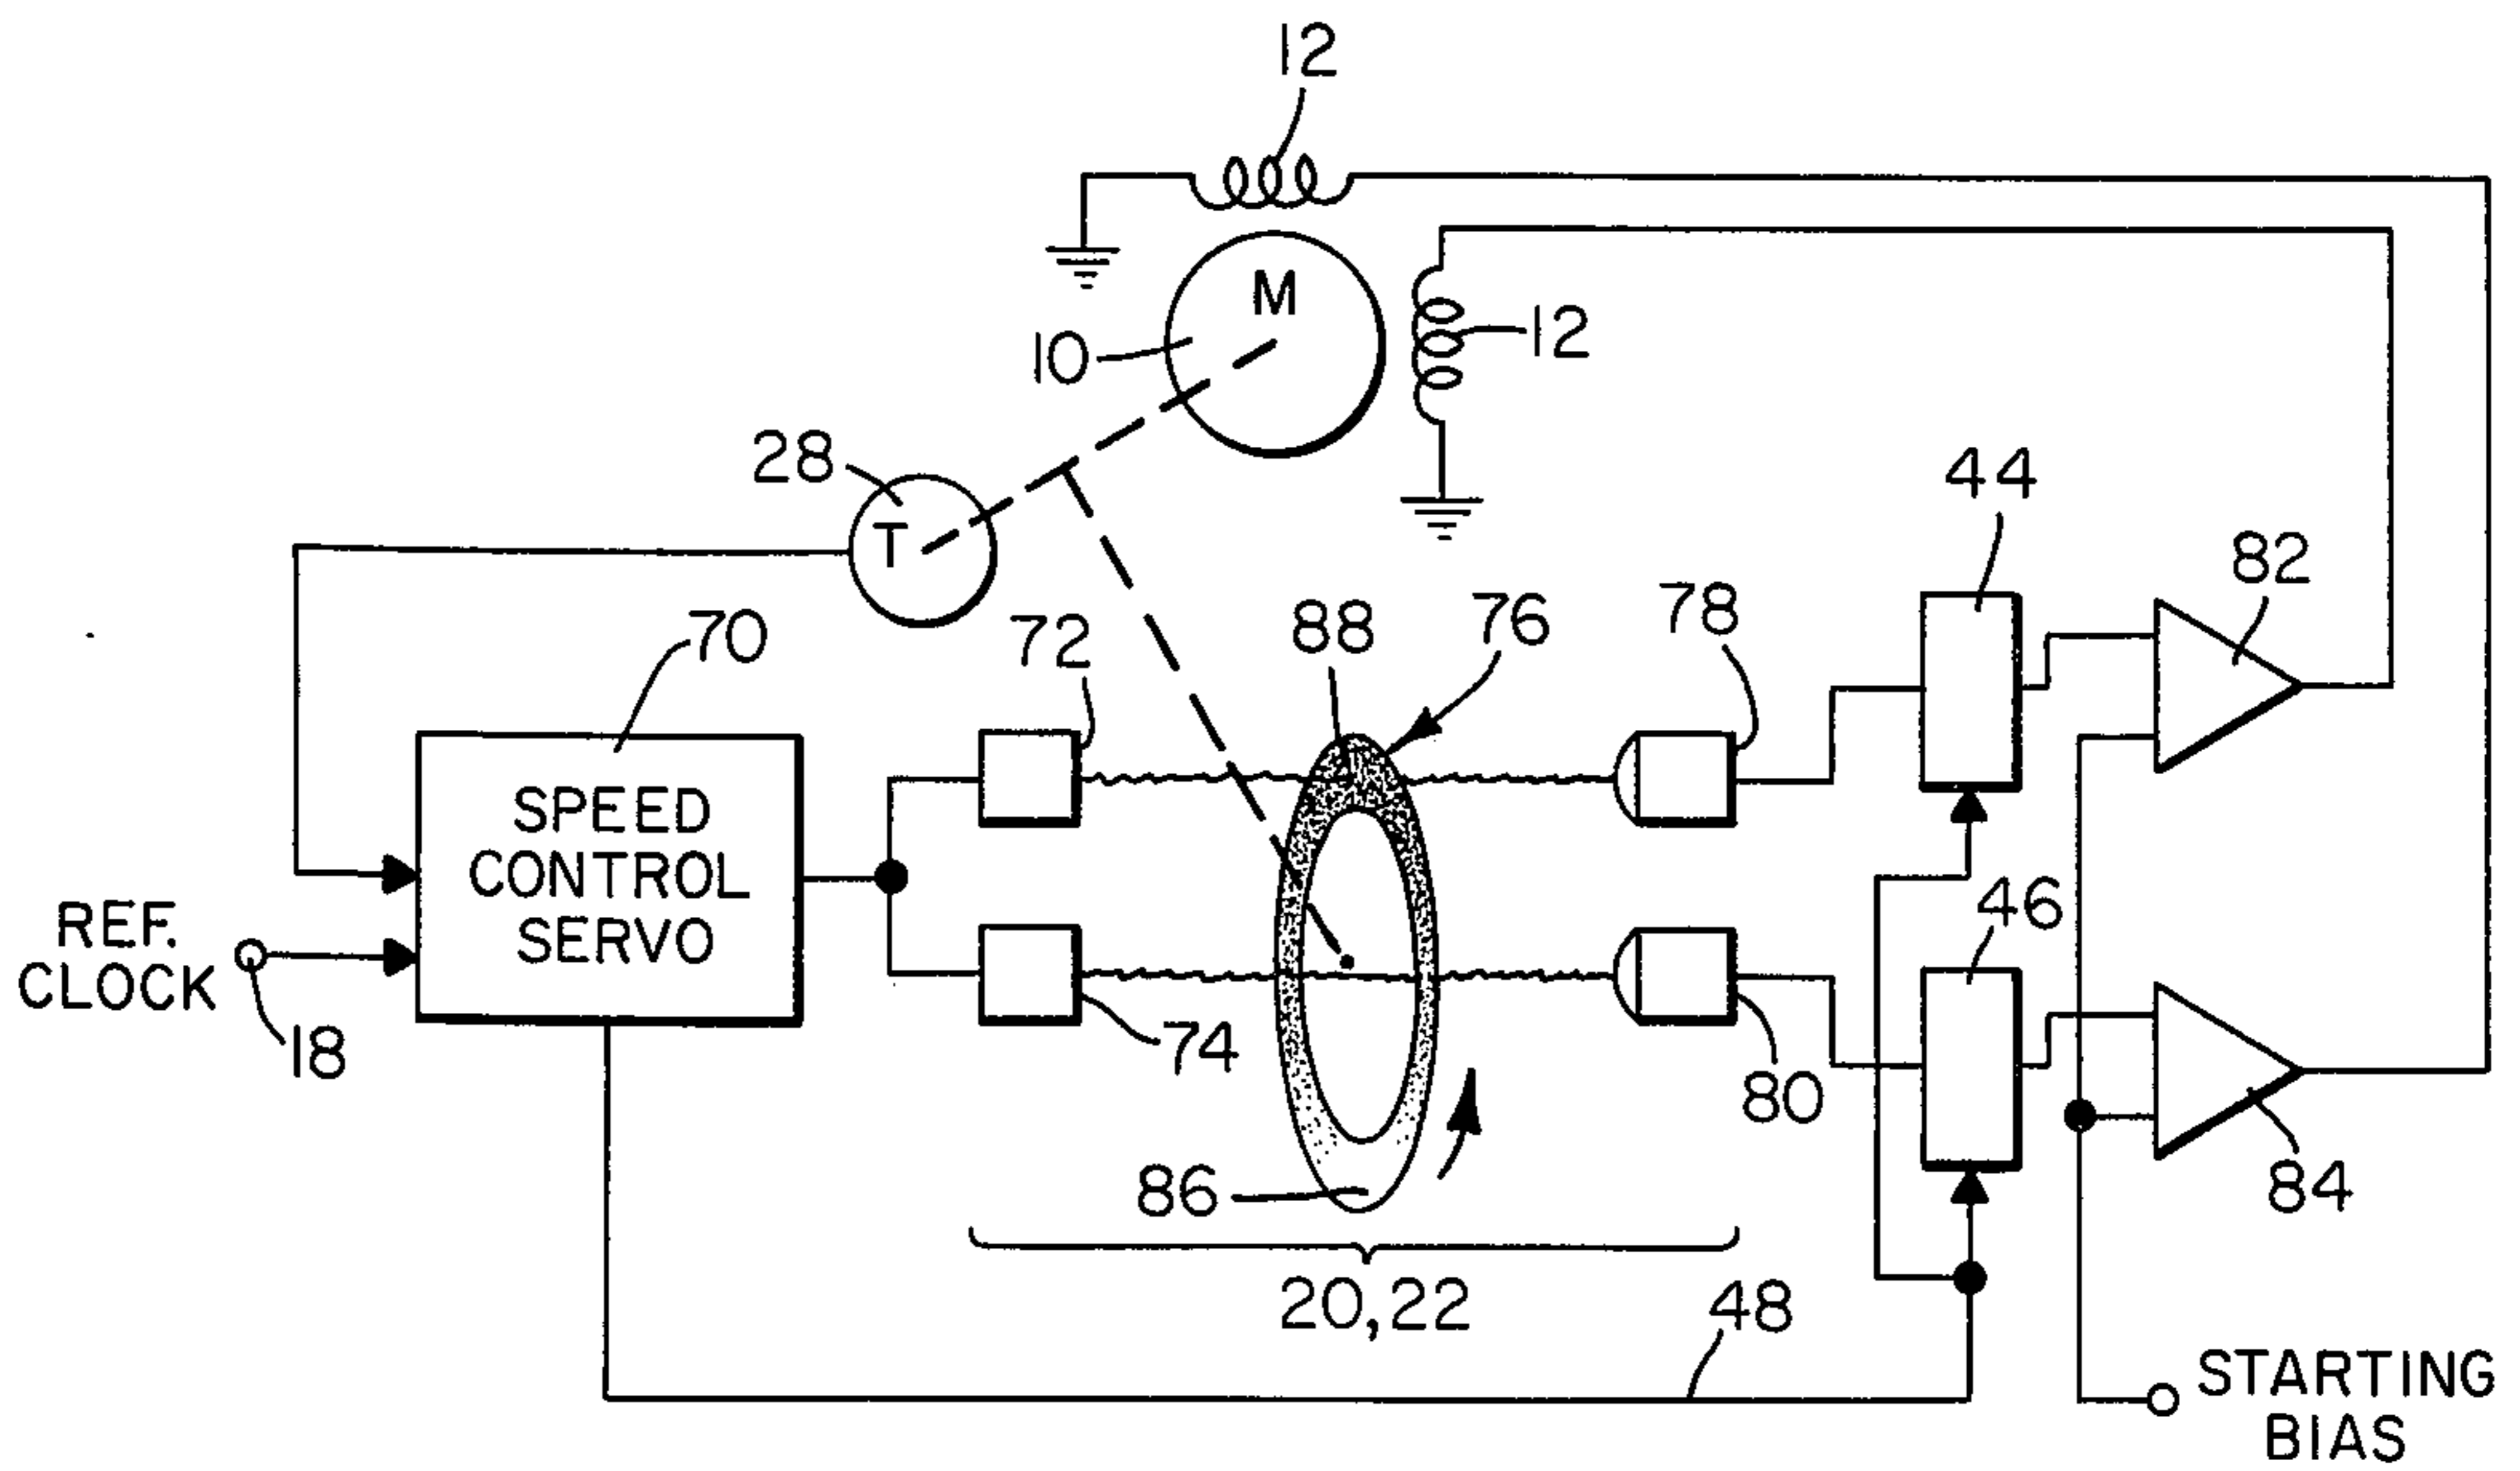 12
M
10
12
28
T
44
82
70
72
88
76
78
SPEED
CONTROL
SERVO
46
REF.
CLOCK
18
74
80
86
84
20,22
48
STARTING
BIAS